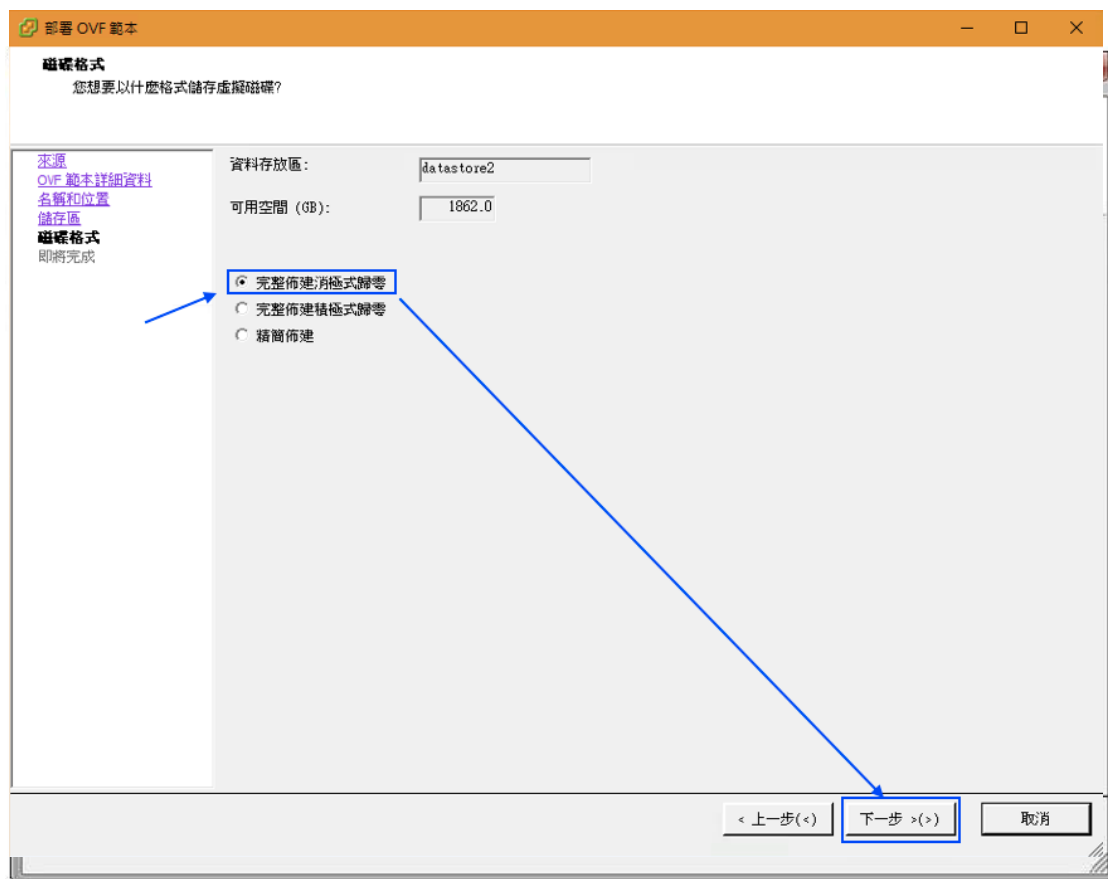 部署 OVF 範本
磁碟格式
您想要以什麼格式儲存虛擬磁碟?
來源
OVF 範本詳細資料
名稱和位置
儲存區
磁碟格式
即將完成
資料存放區:
datastore2
可用空間 (GB):
1862.0
完整佈建消極式歸零
完整佈建積極式歸零
精簡佈建
< 上一步(<)
下一步 >(>)
取消